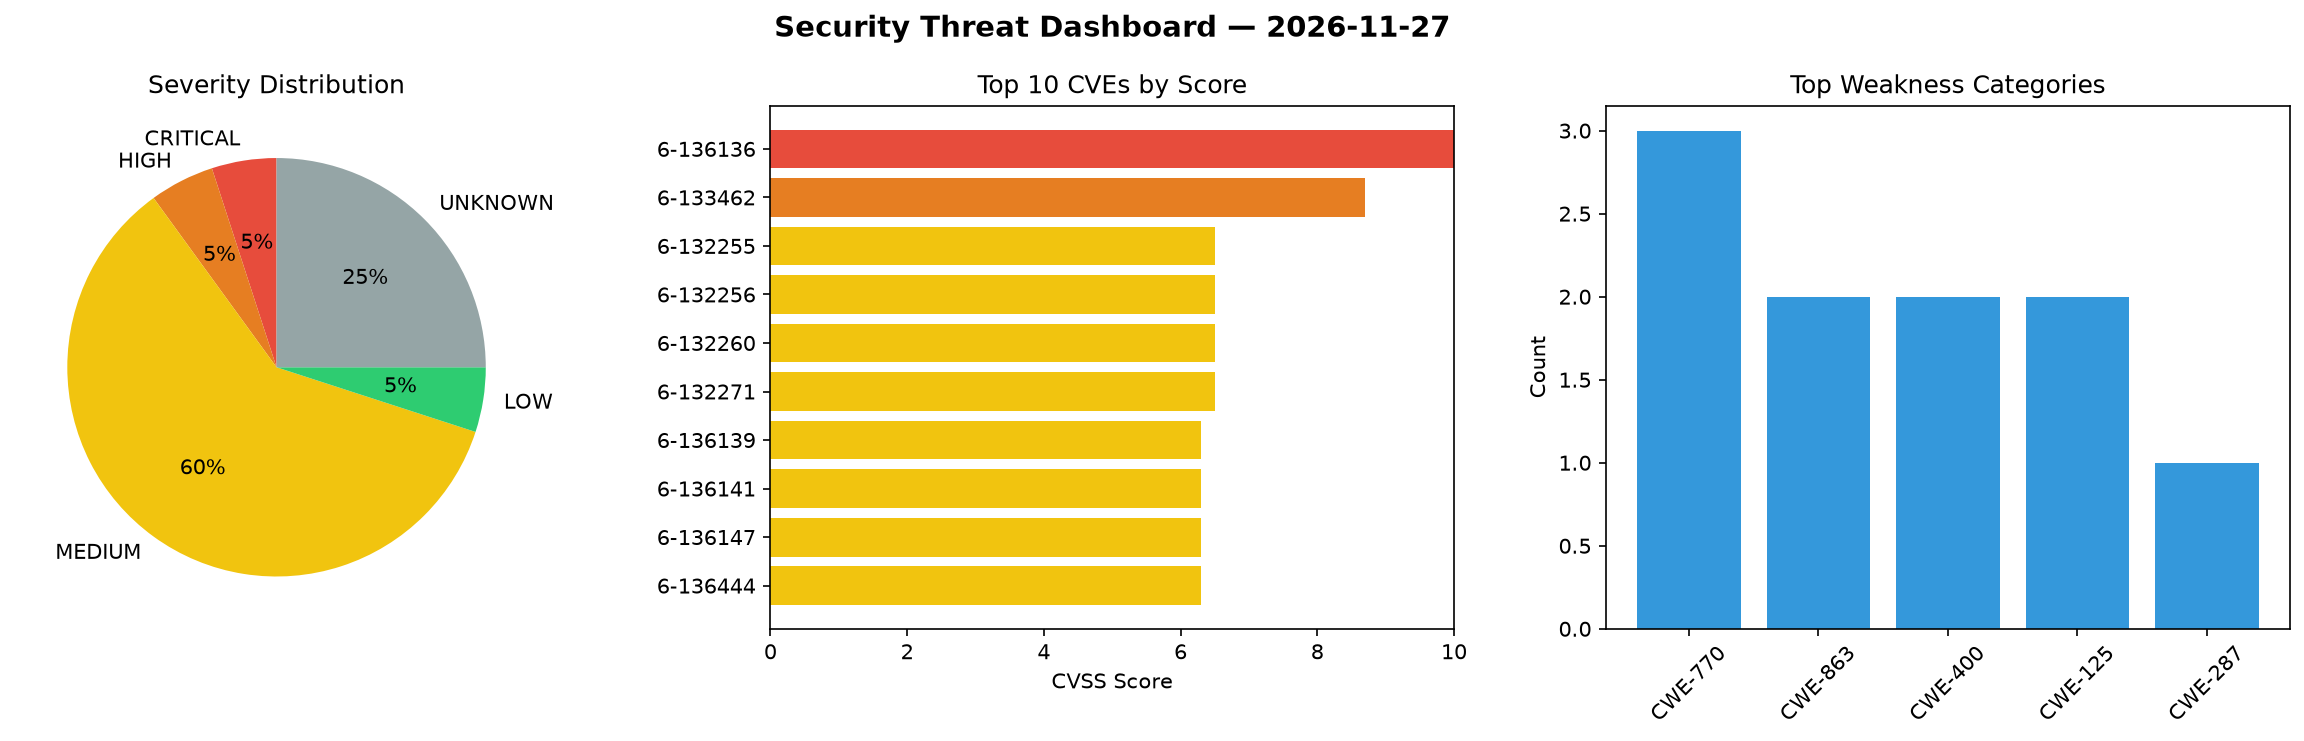 Security Threat Dashboard — 2026-11-27
Severity Distribution
CRITICAL
HIGH
UNKNOWN
5%
5%
25%
5%
LOW
60%
MEDIUM
Top 10 CVEs by Score
6-136136
6-133462
6-132255
6-132256
6-132260
6-132271
6-136139
6-136141
6-136147
6-136444
0 2 4 6 8 10
CVSS Score
Top Weakness Categories
3.0
2.5
2.0
1.5
1.0
0.5
0.0
Count
CWE-770
CWE-863
CWE-400
CWE-125
CWE-287